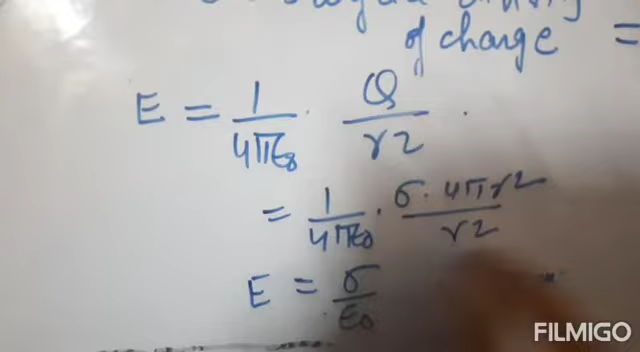 of charge =
E = 1/4πε₀ · Q/r2 ·
= 1/4πε₀ · σ·4πr2/r2
E = σ/ε₀
FILMIGO